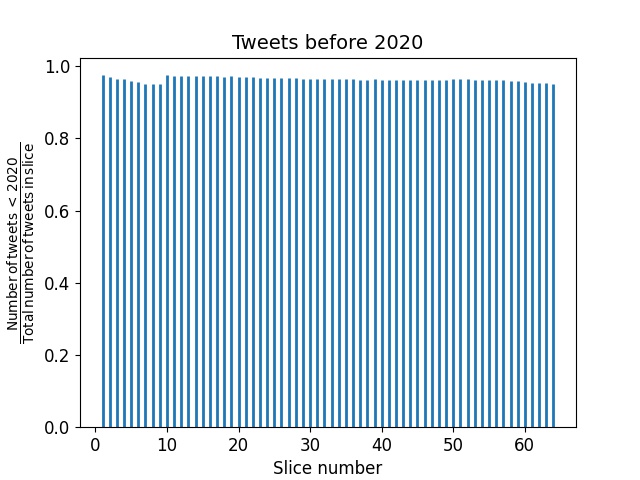 Tweets before 2020
Number of tweets < 2020
Total number of tweets in slice
1.0
0.8
0.6
0.4
0.2
0.0
0 10 20 30 40 50 60
Slice number